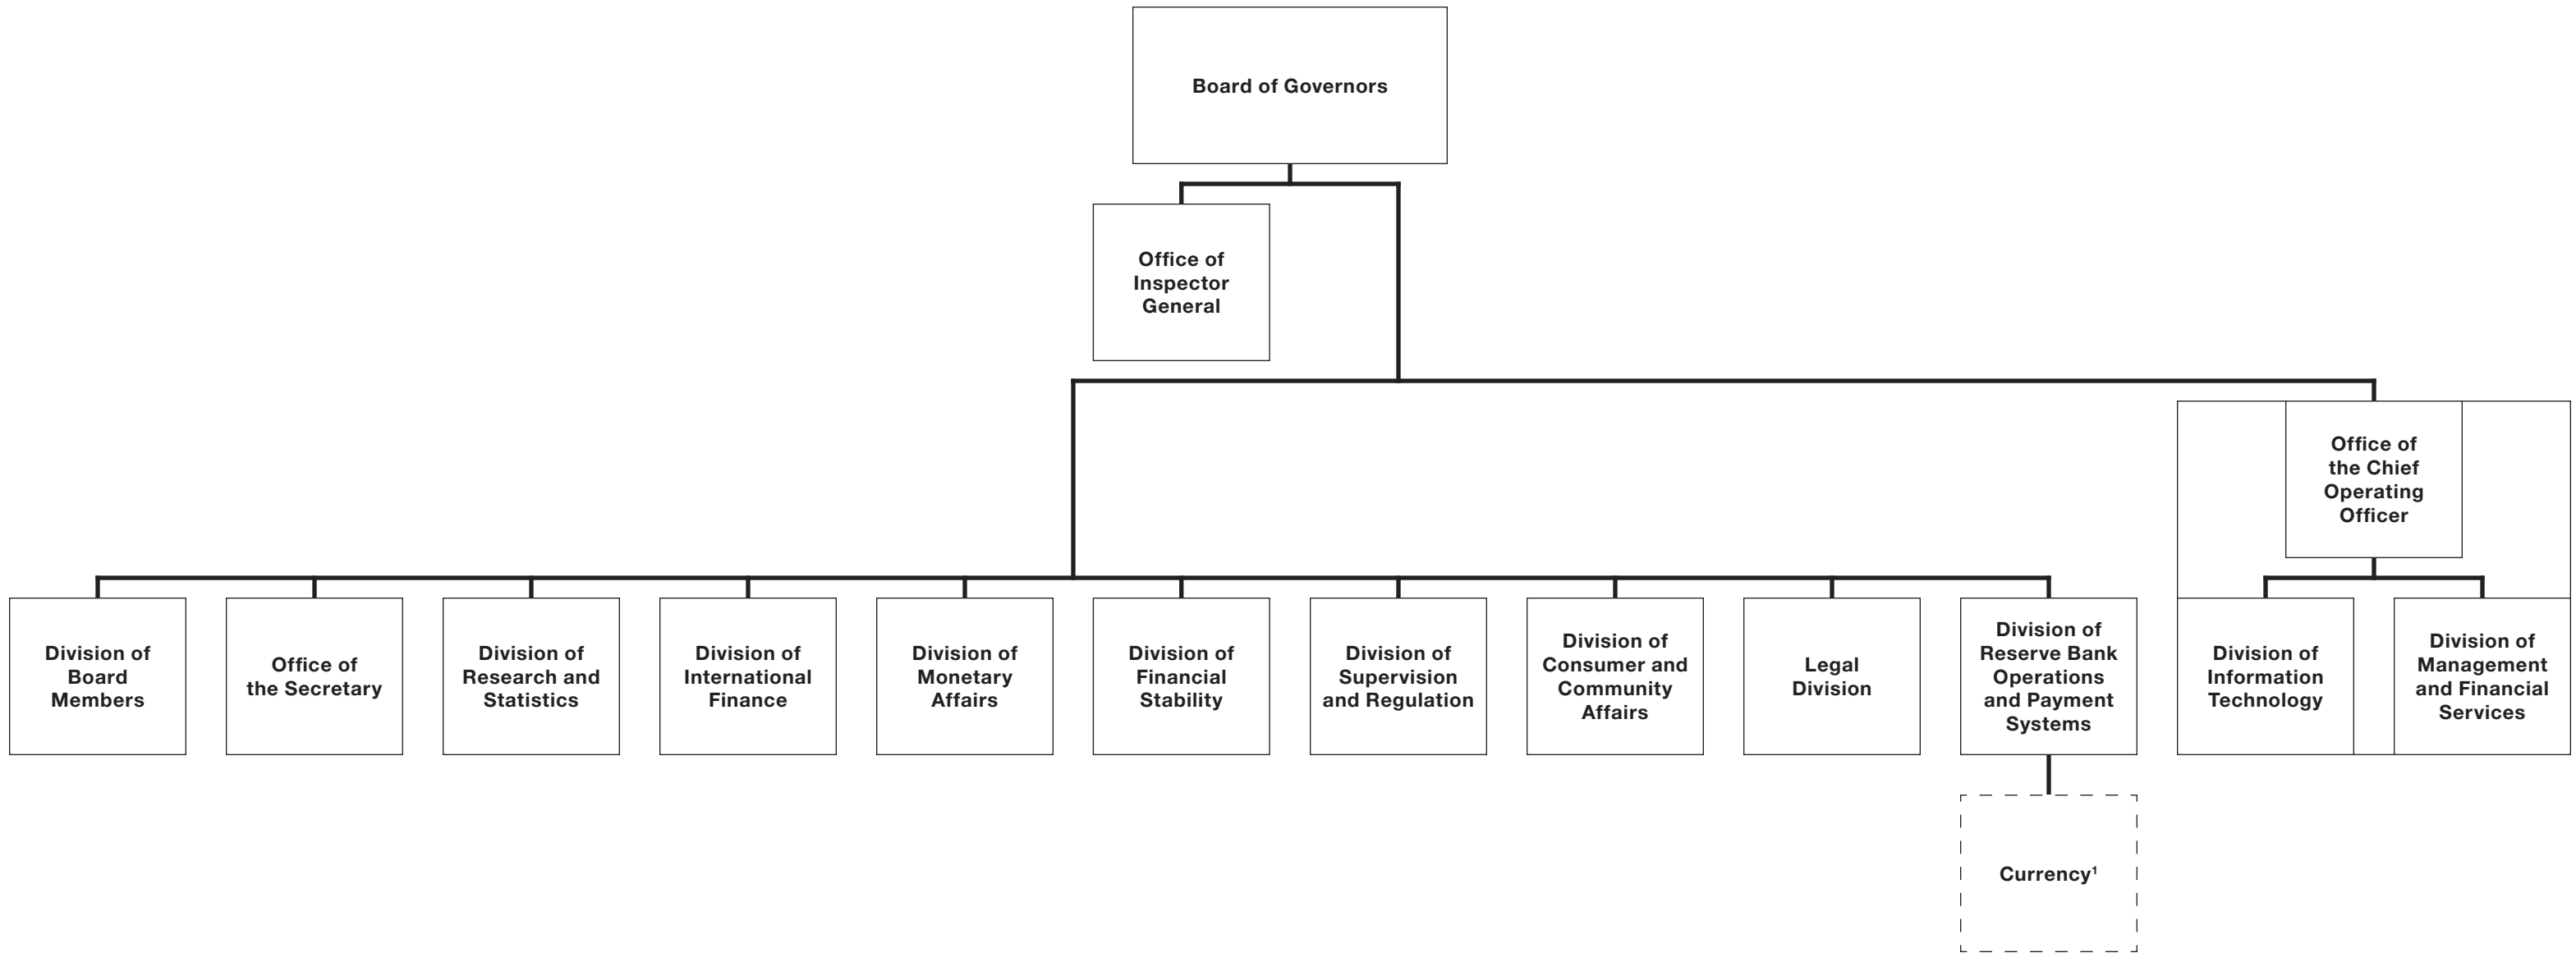 Board of Governors
Office of
Inspector
General
Office of
the Chief
Operating
Officer
Division of
Board
Members
Office of
the Secretary
Division of
Research and
Statistics
Division of
International
Finance
Division of
Monetary
Affairs
Division of
Financial
Stability
Division of
Supervision
and Regulation
Division of
Consumer and
Community
Affairs
Legal
Division
Division of
Reserve Bank
Operations
and Payment
Systems
Division of
Information
Technology
Division of
Management
and Financial
Services
Currency¹